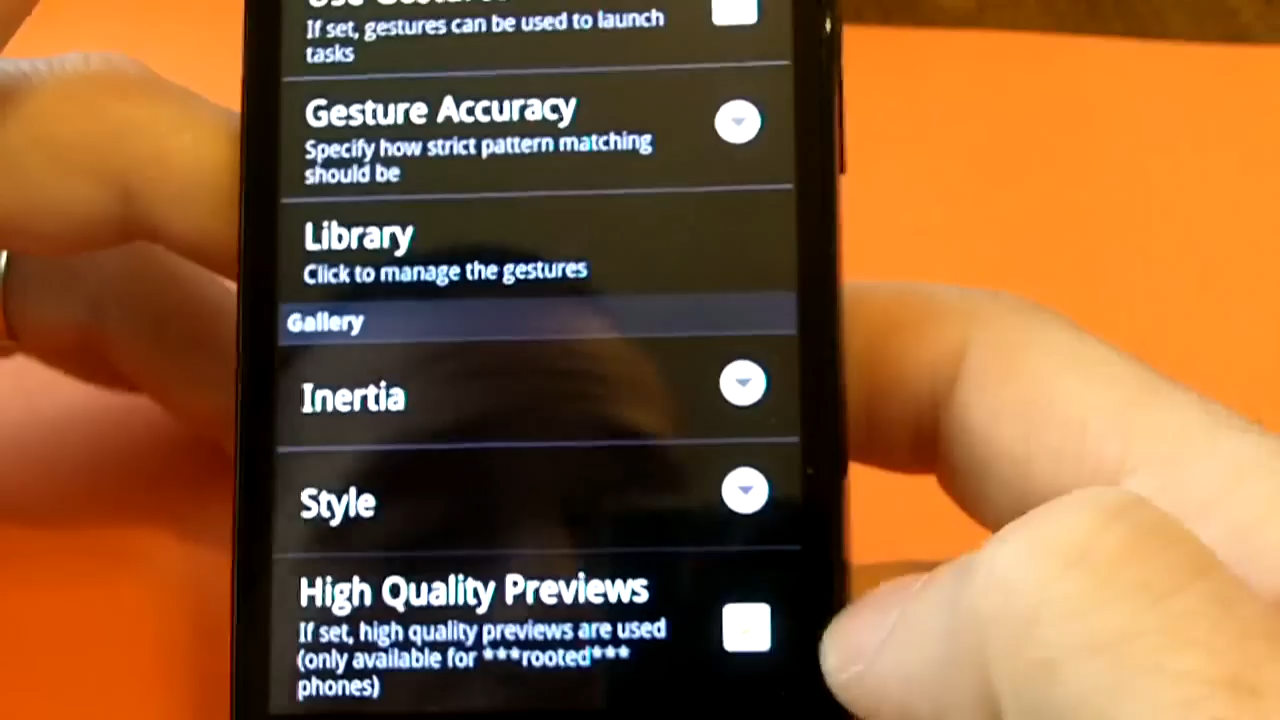 Use Gestures
If set, gestures can be used to launch
tasks
Gesture Accuracy
Specify how strict pattern matching
should be
Library
Click to manage the gestures
Gallery
Inertia
Style
High Quality Previews
If set, high quality previews are used
(only available for ***rooted***
phones)